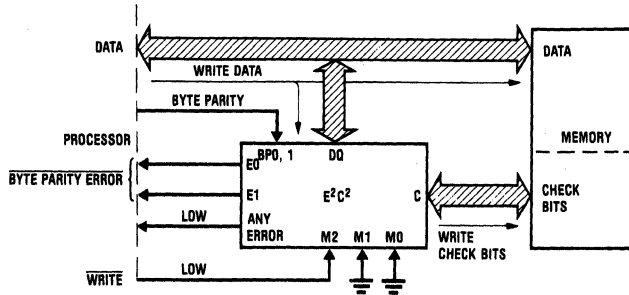 DATA
DATA
WRITE DATA
BYTE PARITY
PROCESSOR
MEMORY
BP0, 1
DQ
E0
BYTE PARITY ERROR
E1
E²C²
C
CHECK
BITS
LOW
ANY
ERROR
M2
M1
M0
WRITE
CHECK BITS
LOW
WRITE